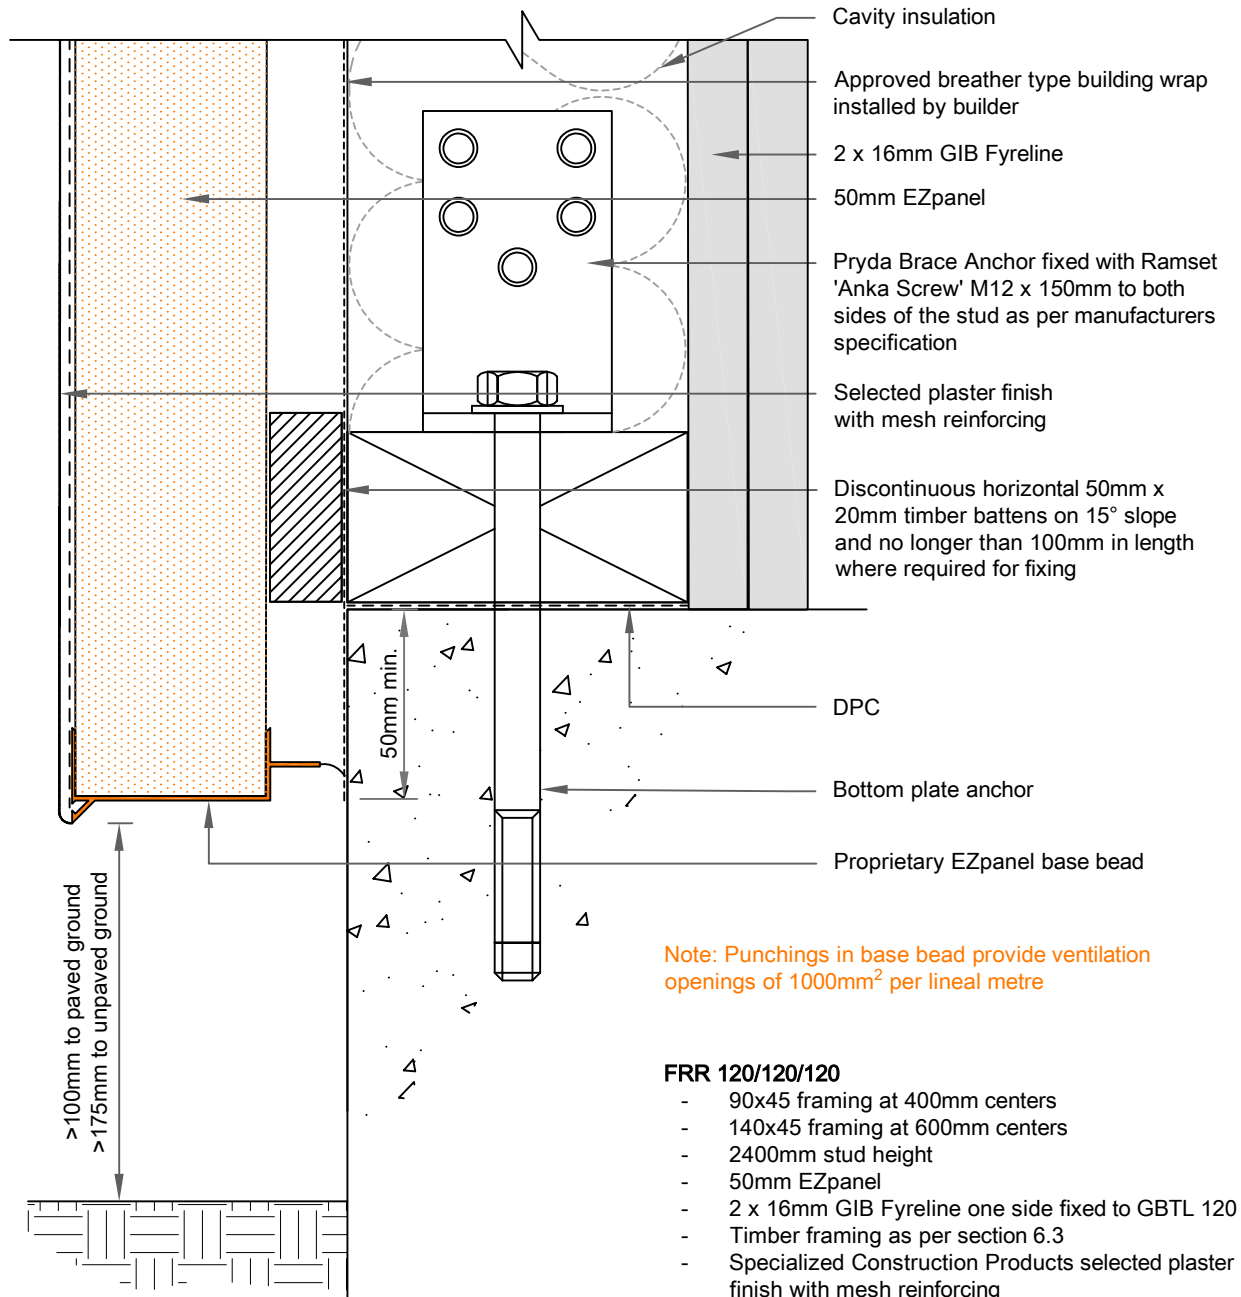 Cavity insulation
Approved breather type building wrap
installed by builder
2 x 16mm GIB Fyreline
50mm EZpanel
Pryda Brace Anchor fixed with Ramset
'Anka Screw' M12 x 150mm to both
sides of the stud as per manufacturers
specification
Selected plaster finish
with mesh reinforcing
Discontinuous horizontal 50mm x
20mm timber battens on 15° slope
and no longer than 100mm in length
where required for fixing
50mm min.
DPC
Bottom plate anchor
Proprietary EZpanel base bead
>100mm to paved ground
>175mm to unpaved ground
Note: Punchings in base bead provide ventilation
openings of 1000mm² per lineal metre
FRR 120/120/120
- 90x45 framing at 400mm centers
- 140x45 framing at 600mm centers
- 2400mm stud height
- 50mm EZpanel
- 2 x 16mm GIB Fyreline one side fixed to GBTL 120
- Timber framing as per section 6.3
- Specialized Construction Products selected plaster
finish with mesh reinforcing